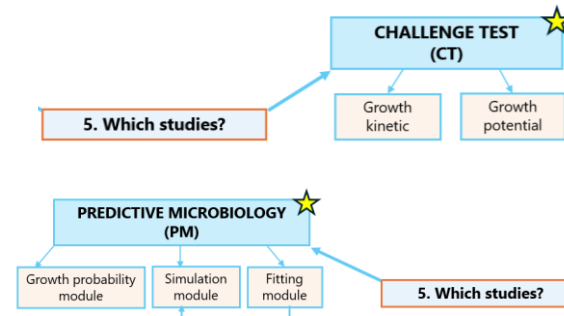 CHALLENGE TEST
(CT)
Growth
kinetic
Growth
potential
5. Which studies?
PREDICTIVE MICROBIOLOGY
(PM)
Growth probability
module
Simulation
module
Fitting
module
5. Which studies?